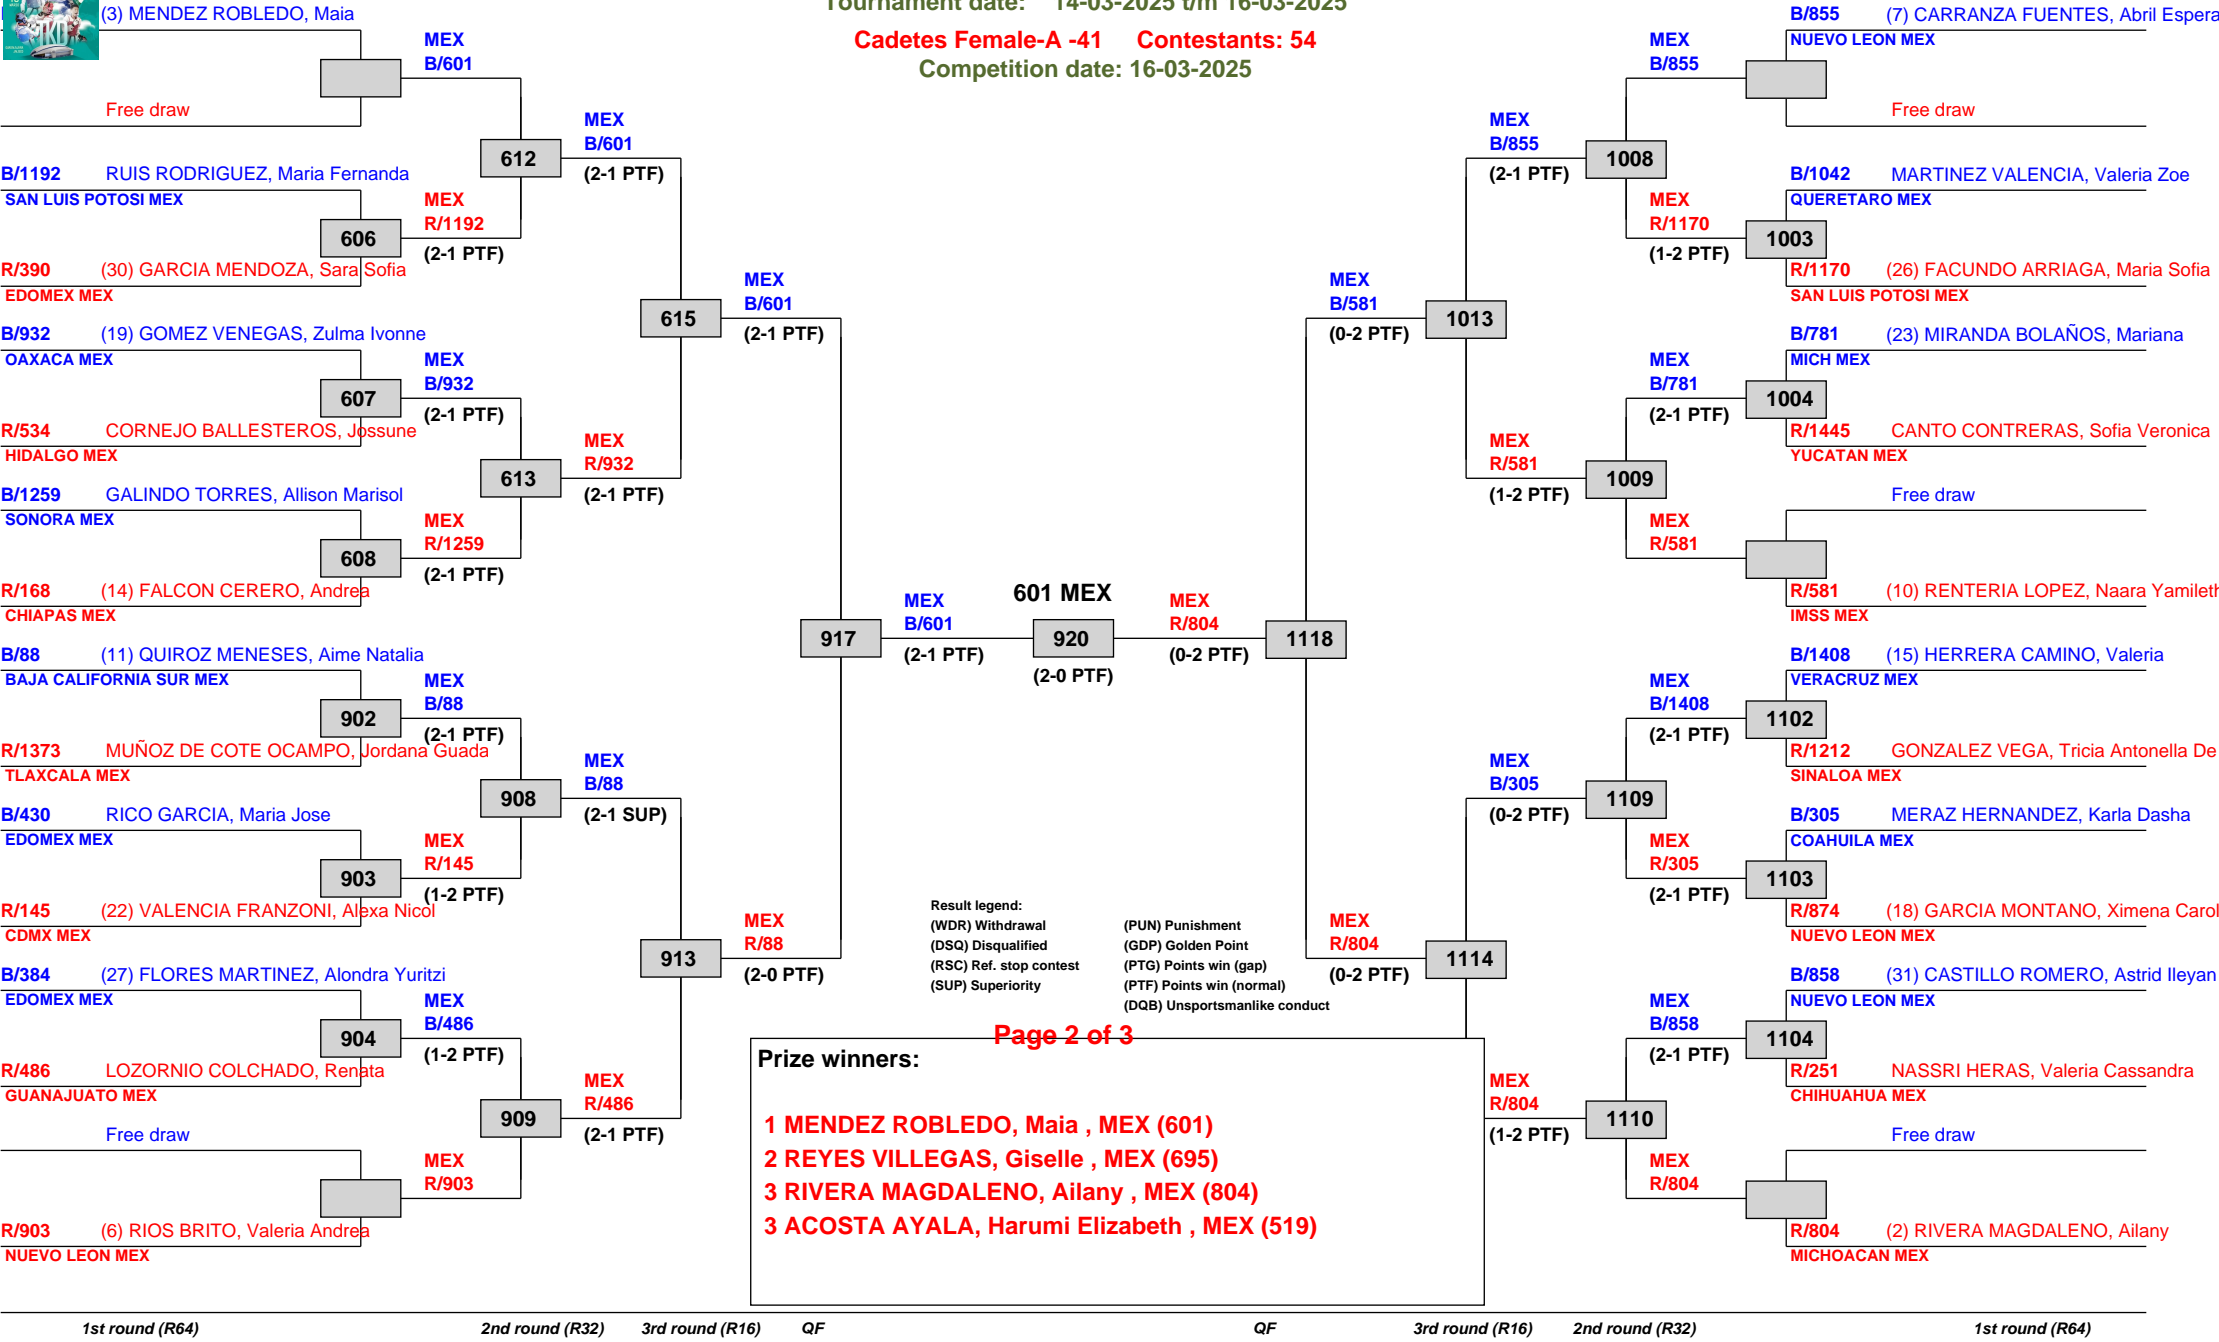 Tournament date: 14-03-2025 t/m 16-03-2025
Cadetes Female-A -41 Contestants: 54
Competition date: 16-03-2025
TKD
(3) MENDEZ ROBLEDO, Maia
Free draw
B/1192 RUIS RODRIGUEZ, Maria Fernanda
SAN LUIS POTOSI MEX
606
R/390 (30) GARCIA MENDOZA, Sara Sofia
EDOMEX MEX
B/932 (19) GOMEZ VENEGAS, Zulma Ivonne
OAXACA MEX
607
R/534 CORNEJO BALLESTEROS, Jossune
HIDALGO MEX
B/1259 GALINDO TORRES, Allison Marisol
SONORA MEX
608
R/168 (14) FALCON CERERO, Andrea
CHIAPAS MEX
B/88 (11) QUIROZ MENESES, Aime Natalia
BAJA CALIFORNIA SUR MEX
902
R/1373 MUÑOZ DE COTE OCAMPO, Jordana Guada
TLAXCALA MEX
B/430 RICO GARCIA, Maria Jose
EDOMEX MEX
903
R/145 (22) VALENCIA FRANZONI, Alexa Nicol
CDMX MEX
B/384 (27) FLORES MARTINEZ, Alondra Yuritzi
EDOMEX MEX
904
R/486 LOZORNIO COLCHADO, Renata
GUANAJUATO MEX
Free draw
R/903 (6) RIOS BRITO, Valeria Andrea
NUEVO LEON MEX
MEX
B/601
612
MEX
R/1192
(2-1 PTF)
MEX
B/932
(2-1 PTF)
613
MEX
R/1259
(2-1 PTF)
MEX
B/88
(2-1 PTF)
908
MEX
R/145
(1-2 PTF)
MEX
B/486
(1-2 PTF)
909
MEX
R/903
MEX
B/601
(2-1 PTF)
615
MEX
R/932
(2-1 PTF)
MEX
B/88
(2-1 SUP)
913
MEX
R/486
(2-1 PTF)
MEX
B/601
(2-1 PTF)
917
MEX
R/88
(2-0 PTF)
MEX
B/601
(2-1 PTF)
601 MEX
920
(2-0 PTF)
MEX
R/804
(0-2 PTF)
1118
MEX
B/581
(0-2 PTF)
1013
MEX
R/804
(0-2 PTF)
1114
MEX
B/855
(2-1 PTF)
1008
MEX
R/581
(1-2 PTF)
1009
MEX
B/305
(0-2 PTF)
1109
MEX
R/804
(1-2 PTF)
1110
MEX
B/855
MEX
R/1170
(1-2 PTF)
MEX
B/781
(2-1 PTF)
MEX
R/581
MEX
B/1408
(2-1 PTF)
MEX
R/305
(2-1 PTF)
MEX
B/858
(2-1 PTF)
MEX
R/804
B/855 (7) CARRANZA FUENTES, Abril Espera
NUEVO LEON MEX
Free draw
B/1042 MARTINEZ VALENCIA, Valeria Zoe
QUERETARO MEX
1003
R/1170 (26) FACUNDO ARRIAGA, Maria Sofia
SAN LUIS POTOSI MEX
B/781 (23) MIRANDA BOLAÑOS, Mariana
MICH MEX
1004
R/1445 CANTO CONTRERAS, Sofia Veronica
YUCATAN MEX
Free draw
R/581 (10) RENTERIA LOPEZ, Naara Yamileth
IMSS MEX
B/1408 (15) HERRERA CAMINO, Valeria
VERACRUZ MEX
1102
R/1212 GONZALEZ VEGA, Tricia Antonella De
SINALOA MEX
B/305 MERAZ HERNANDEZ, Karla Dasha
COAHUILA MEX
1103
R/874 (18) GARCIA MONTANO, Ximena Carol
NUEVO LEON MEX
B/858 (31) CASTILLO ROMERO, Astrid Ileyan
NUEVO LEON MEX
1104
R/251 NASSRI HERAS, Valeria Cassandra
CHIHUAHUA MEX
Free draw
R/804 (2) RIVERA MAGDALENO, Ailany
MICHOACAN MEX
Result legend:
(WDR) Withdrawal (PUN) Punishment
(DSQ) Disqualified (GDP) Golden Point
(RSC) Ref. stop contest (PTG) Points win (gap)
(SUP) Superiority (PTF) Points win (normal)
(DQB) Unsportsmanlike conduct
Page 2 of 3
Prize winners:
1 MENDEZ ROBLEDO, Maia , MEX (601)
2 REYES VILLEGAS, Giselle , MEX (695)
3 RIVERA MAGDALENO, Ailany , MEX (804)
3 ACOSTA AYALA, Harumi Elizabeth , MEX (519)
1st round (R64) 2nd round (R32) 3rd round (R16) QF QF 3rd round (R16) 2nd round (R32) 1st round (R64)